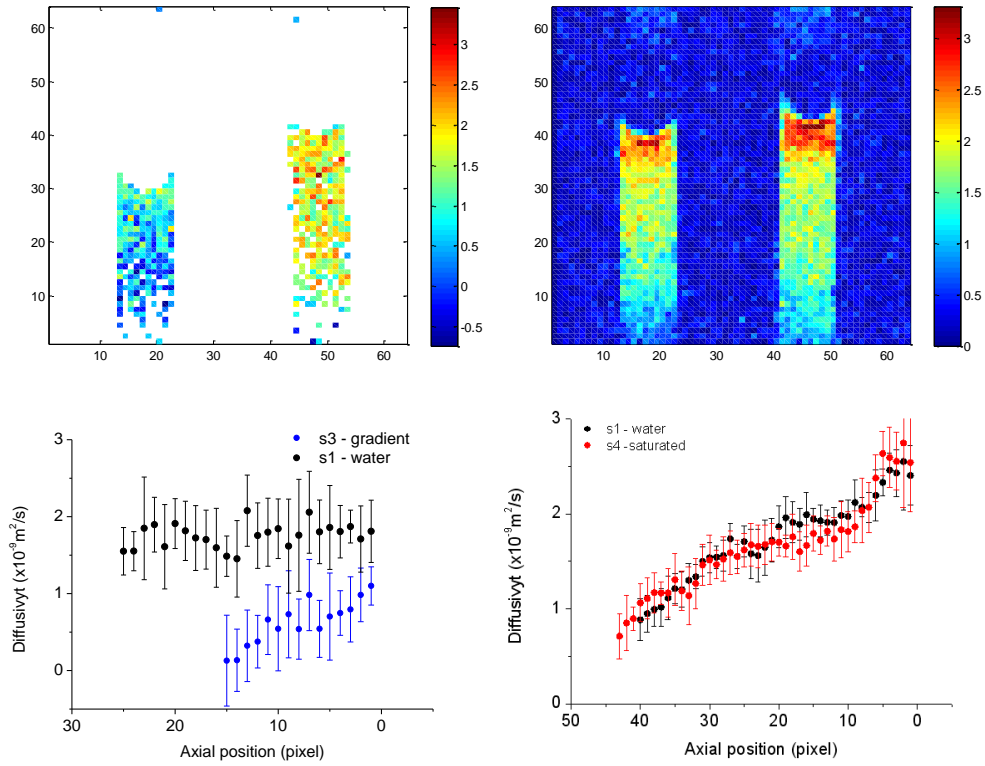 60
50
40
30
20
10
10 20 30 40 50 60
3
2.5
2
1.5
1
0.5
0
-0.5
60
50
40
30
20
10
10 20 30 40 50 60
3
2.5
2
1.5
1
0.5
0
s3 - gradient
s1 - water
3
2
1
0
Diffusivyt (x10⁻⁹m²/s)
30 20 10 0
Axial position (pixel)
s1 - water
s4 -saturated
3
2
1
0
Diffusivyt (x10⁻⁹m²/s)
50 40 30 20 10 0
Axial position (pixel)